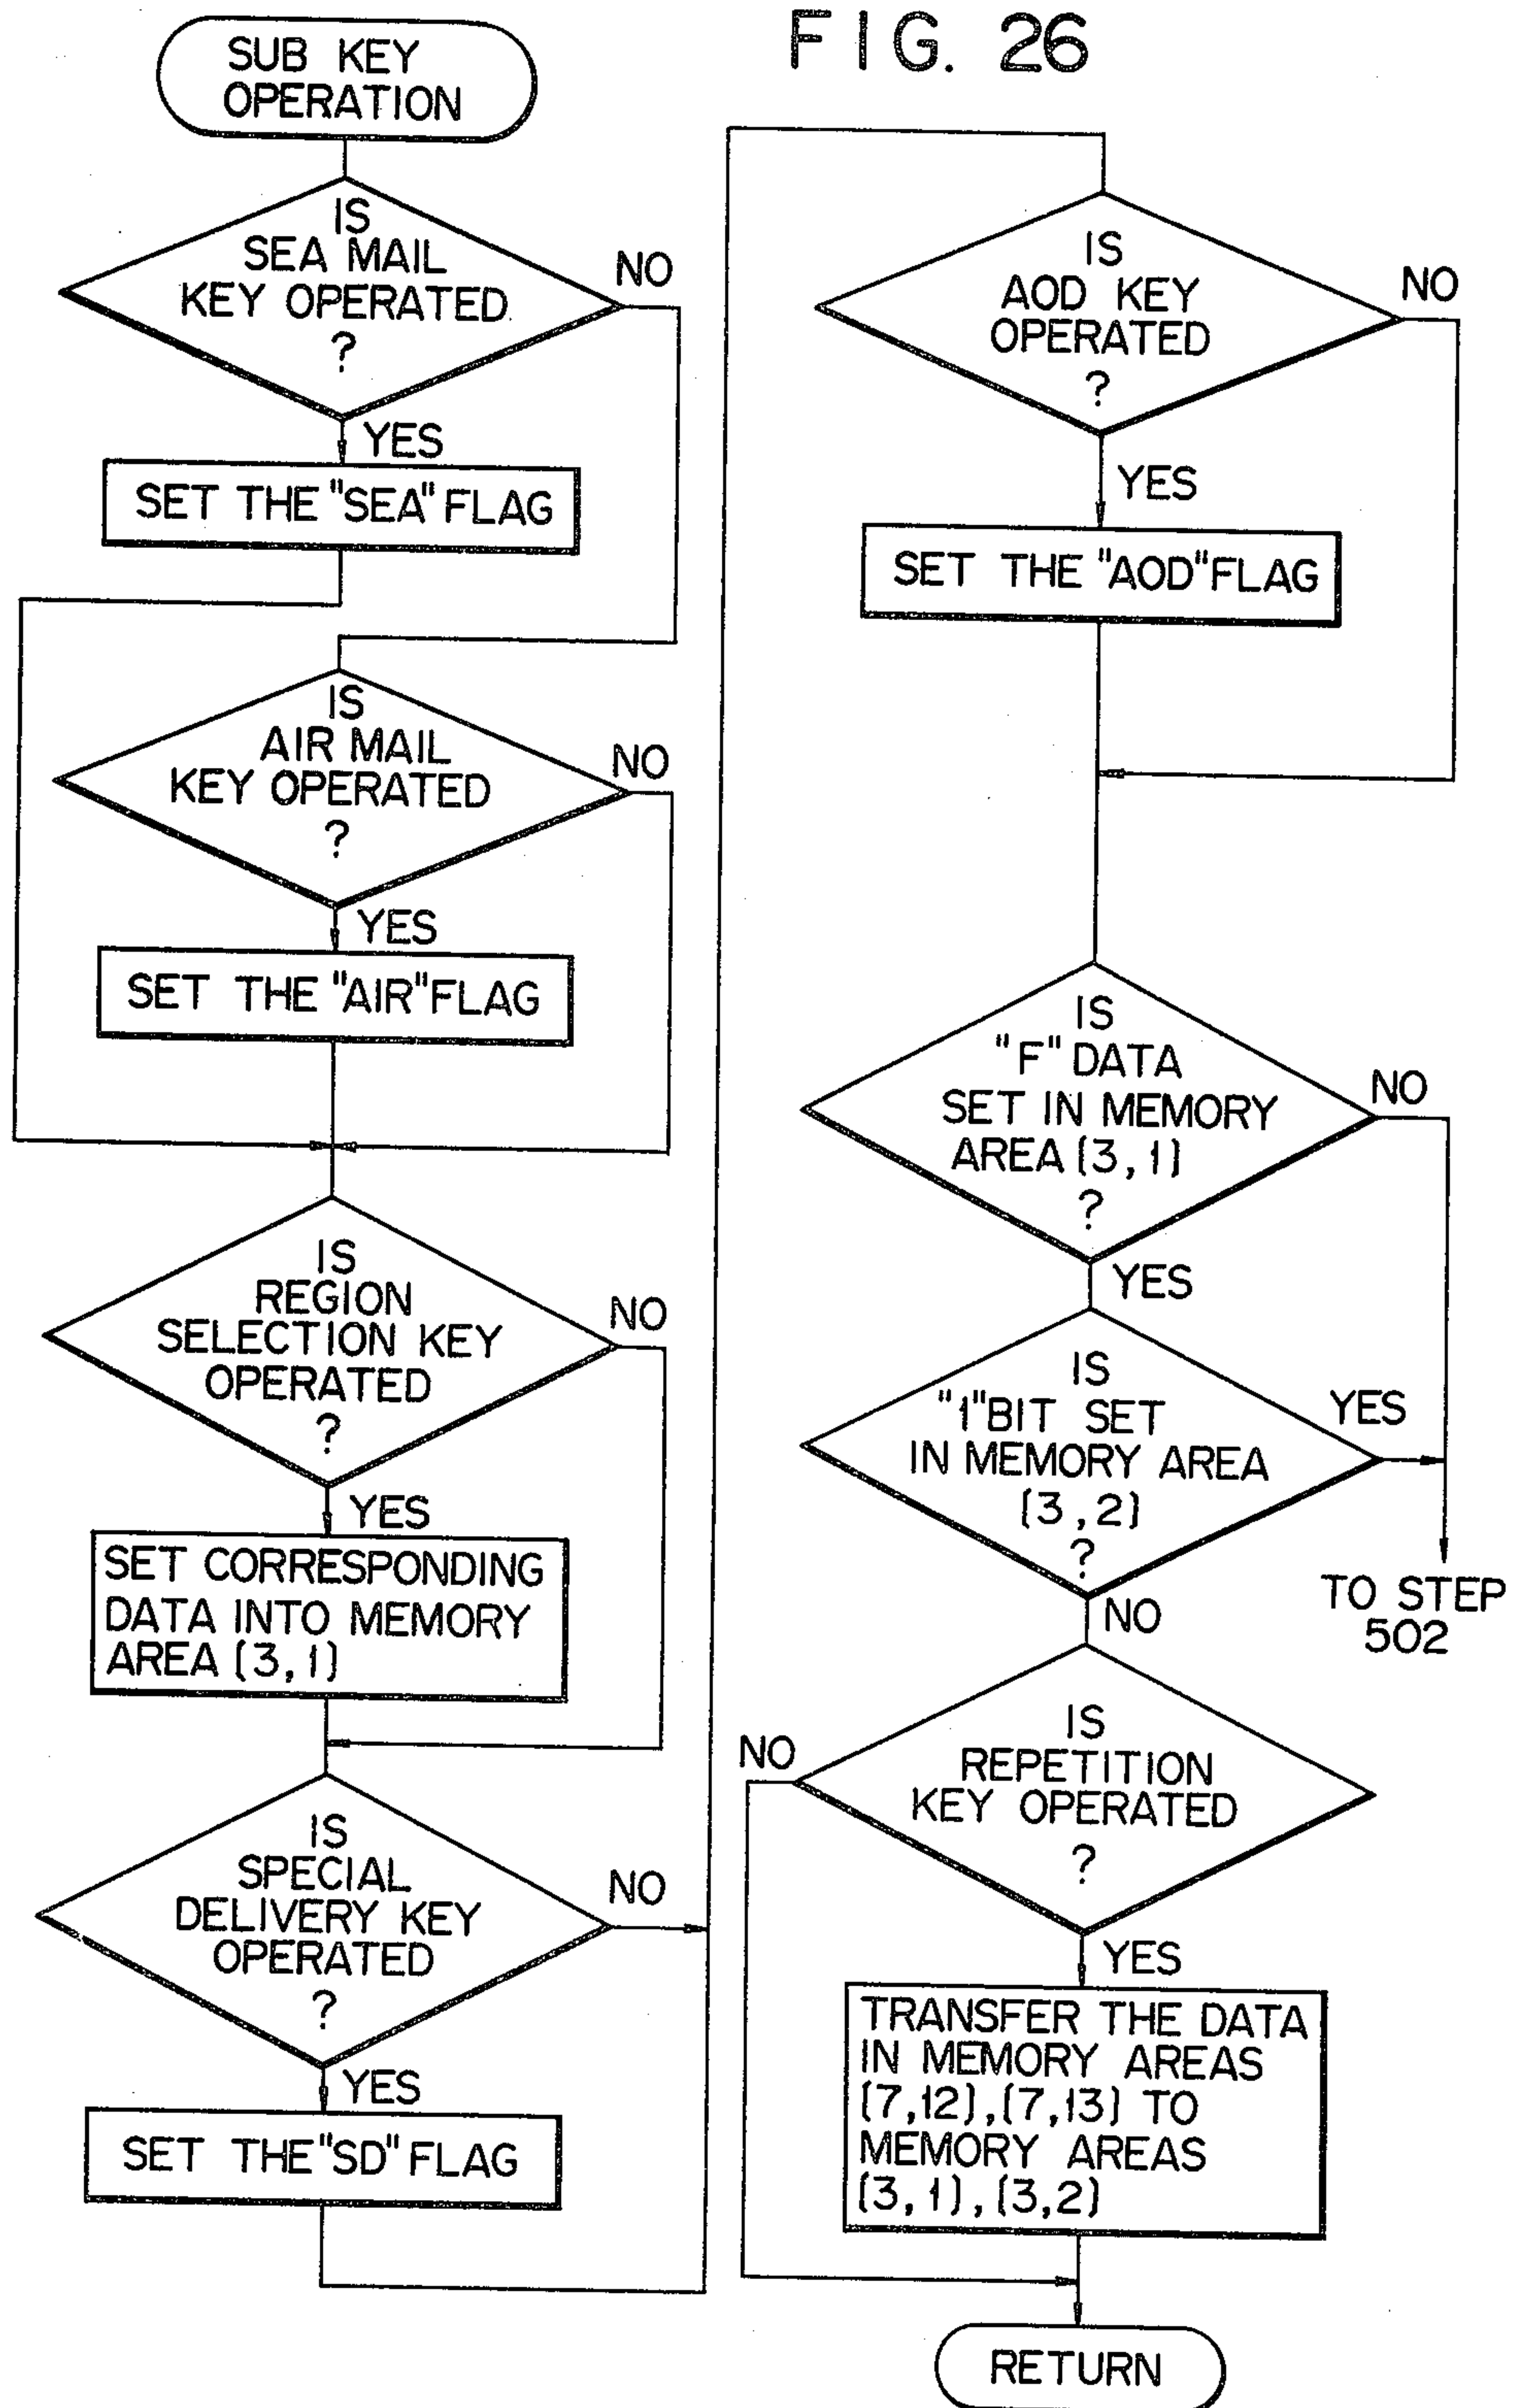 FIG. 26
SUB KEY
OPERATION
IS
SEA MAIL
KEY OPERATED
?
NO
YES
SET THE "SEA" FLAG
IS
AIR MAIL
KEY OPERATED
?
NO
YES
SET THE "AIR" FLAG
IS
REGION
SELECTION KEY
OPERATED
?
NO
YES
SET CORRESPONDING
DATA INTO MEMORY
AREA (3,1)
IS
SPECIAL
DELIVERY KEY
OPERATED
?
NO
YES
SET THE "SD" FLAG
IS
AOD KEY
OPERATED
?
NO
YES
SET THE "AOD" FLAG
IS
"F" DATA
SET IN MEMORY
AREA (3,1)
?
NO
YES
IS
"1" BIT SET
IN MEMORY AREA
(3,2)
?
YES
TO STEP
502
NO
IS
REPETITION
KEY OPERATED
?
NO
YES
TRANSFER THE DATA
IN MEMORY AREAS
(7,12), (7,13) TO
MEMORY AREAS
(3,1), (3,2)
RETURN